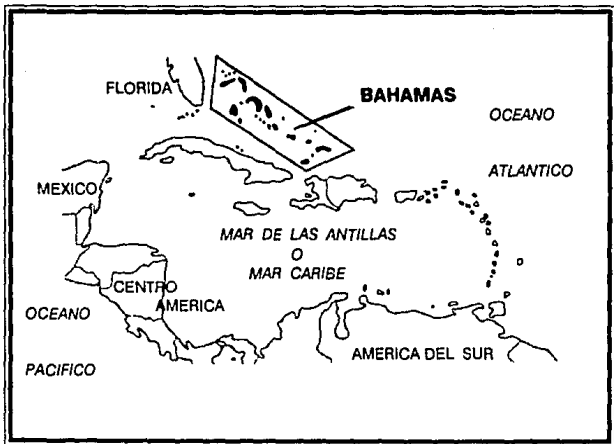 FLORIDA
BAHAMAS
OCEANO
ATLANTICO
MEXICO
MAR DE LAS ANTILLAS
O
MAR CARIBE
CENTRO
AMERICA
OCEANO
PACIFICO
AMERICA DEL SUR